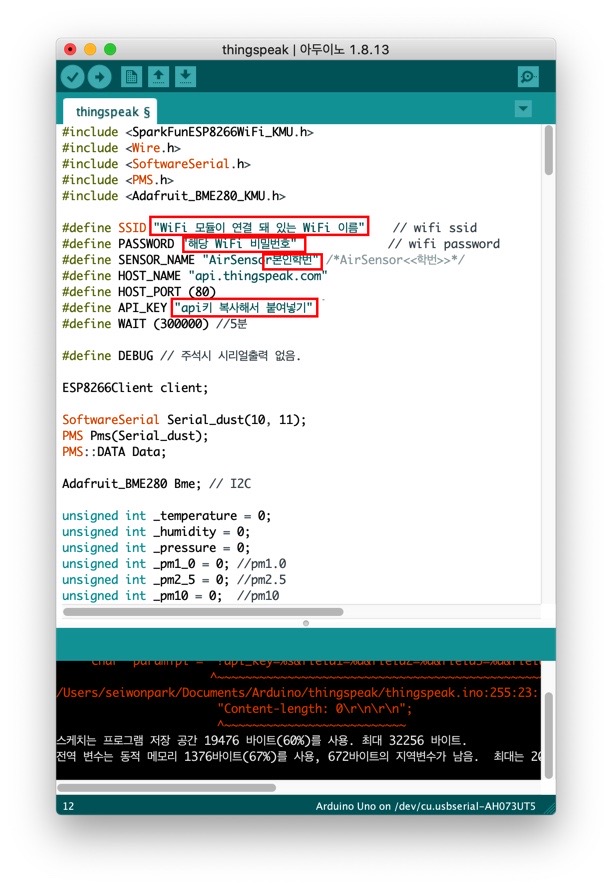 thingspeak | 아두이노 1.8.13
thingspeak §
#include <SparkFunESP8266WiFi_KMU.h>
#include <Wire.h>
#include <SoftwareSerial.h>
#include <PMS.h>
#include <Adafruit_BME280_KMU.h>
#define SSID "WiFi 모듈이 연결 돼 있는 WiFi 이름" // wifi ssid
#define PASSWORD "해당 WiFi 비밀번호" // wifi password
#define SENSOR_NAME "AirSensor본인학번" /*AirSensor<<학번>>*/
#define HOST_NAME "api.thingspeak.com"
#define HOST_PORT (80)
#define API_KEY "api키 복사해서 붙여넣기"
#define WAIT (300000) //5분
#define DEBUG // 주석시 시리얼출력 없음.
ESP8266Client client;
SoftwareSerial Serial_dust(10, 11);
PMS Pms(Serial_dust);
PMS::DATA Data;
Adafruit_BME280 Bme; // I2C
unsigned int _temperature = 0;
unsigned int _humidity = 0;
unsigned int _pressure = 0;
unsigned int _pm1_0 = 0; //pm1.0
unsigned int _pm2_5 = 0; //pm2.5
unsigned int _pm10 = 0; //pm10
^~~~~~~~~~~~~~~~~~~~~~~~~~~~~~~~~~~~~~~~~~~~
/Users/seiwonpark/Documents/Arduino/thingspeak/thingspeak.ino:255:23:
"Content-length: 0\r\n\r\n";
^~~~~~~~~~~~~~~~~~~~~~~~~~~
스케치는 프로그램 저장 공간 19476 바이트(60%)를 사용. 최대 32256 바이트.
전역 변수는 동적 메모리 1376바이트(67%)를 사용, 672바이트의 지역변수가 남음. 최대는 20
12
Arduino Uno on /dev/cu.usbserial-AH073UT5